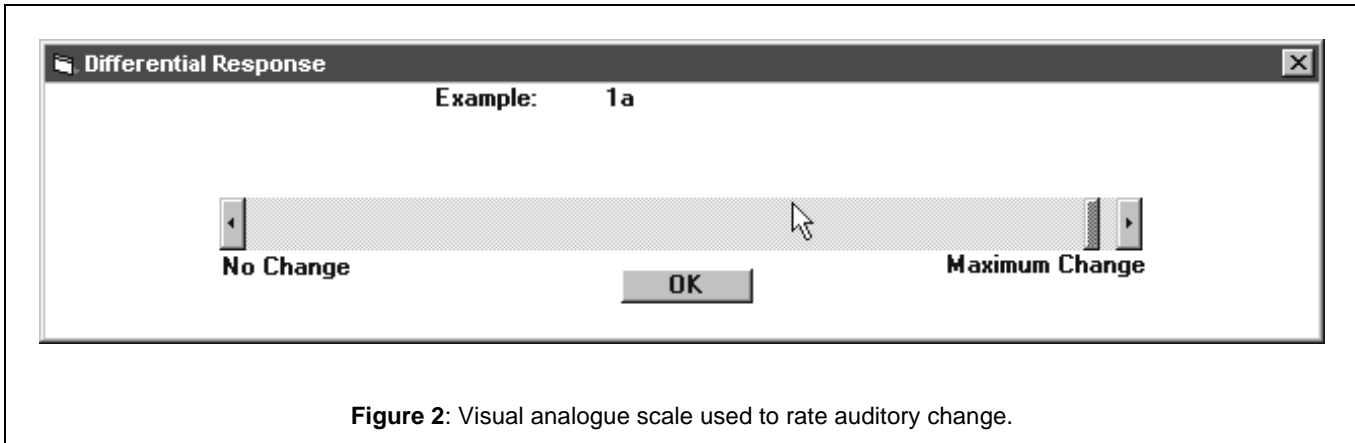 Differential Response
Example: 1a
No Change
Maximum Change
OK
Figure 2: Visual analogue scale used to rate auditory change.